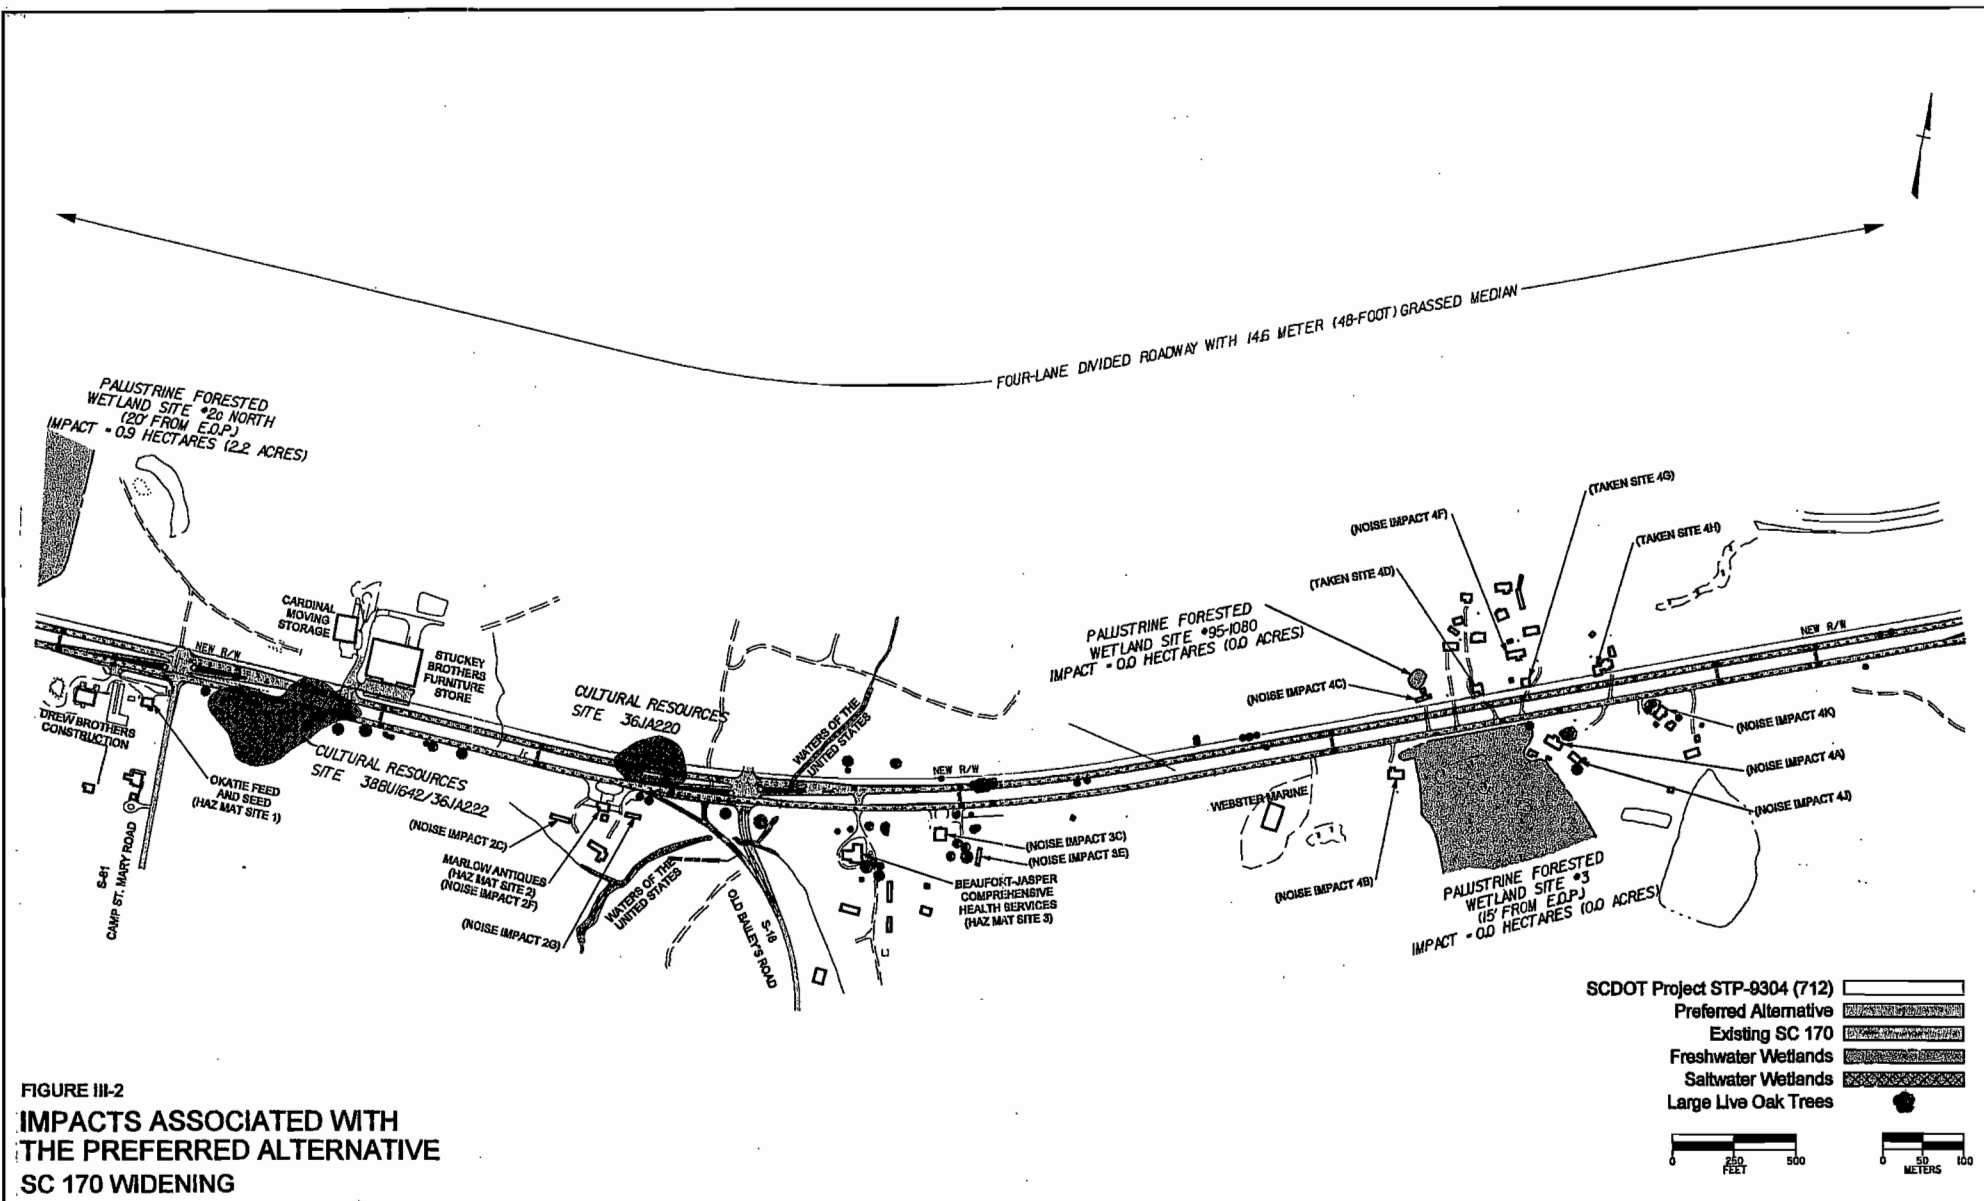 FOUR-LANE DIVIDED ROADWAY WITH 14.6 METER (48-FOOT) GRASSED MEDIAN
PALUSTRINE FORESTED
WETLAND SITE #2c NORTH
(20' FROM E.O.P.)
IMPACT = 0.9 HECTARES (2.2 ACRES)
CARDINAL
MOVING
STORAGE
NEW R/W
STUCKEY
BROTHERS
FURNITURE
STORE
DREW BROTHERS
CONSTRUCTION
OKATIE FEED
AND SEED
(HAZ MAT SITE 1)
S-81
CAMP ST. MARY ROAD
CULTURAL RESOURCES
SITE 38BU1642/36JA222
CULTURAL RESOURCES
SITE 36JA220
(NOISE IMPACT 2C)
MARLOW ANTIQUES
(HAZ MAT SITE 2)
(NOISE IMPACT 2F)
(NOISE IMPACT 2G)
WATERS OF THE
UNITED STATES
WATERS OF THE
UNITED STATES
S-18
OLD BAILEY'S ROAD
NEW R/W
(NOISE IMPACT 3C)
(NOISE IMPACT 3E)
BEAUFORT-JASPER
COMPREHENSIVE
HEALTH SERVICES
(HAZ MAT SITE 3)
PALUSTRINE FORESTED
WETLAND SITE #95-1080
IMPACT = 0.0 HECTARES (0.0 ACRES)
(NOISE IMPACT 4C)
(TAKEN SITE 4D)
(NOISE IMPACT 4F)
(TAKEN SITE 4G)
(TAKEN SITE 4H)
NEW R/W
WEBSTER MARINE
(NOISE IMPACT 4B)
(NOISE IMPACT 4K)
(NOISE IMPACT 4A)
(NOISE IMPACT 4J)
PALUSTRINE FORESTED
WETLAND SITE #3
(15' FROM E.O.P.)
IMPACT = 0.0 HECTARES (0.0 ACRES)
SCDOT Project STP-9304 (712)
Preferred Alternative
Existing SC 170
Freshwater Wetlands
Saltwater Wetlands
Large Live Oak Trees
0 250 500
FEET
0 50 100
METERS
FIGURE III-2
IMPACTS ASSOCIATED WITH
THE PREFERRED ALTERNATIVE
SC 170 WIDENING